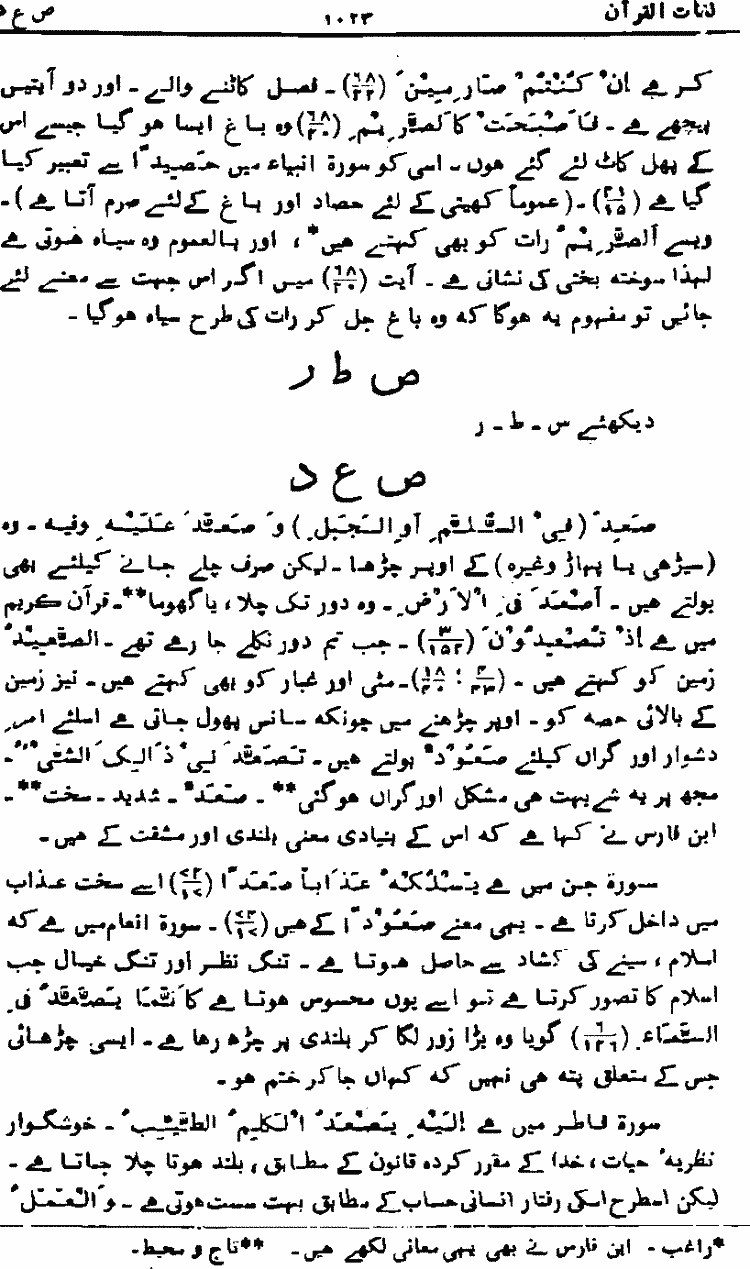 لغات القرآن ۱۰۲۳ ص ع د
کر ہے اِنْ کُنْتُمْ صَارِمِیْنَ (۶۸/۲۲) ۔ فصل کاٹنے والے ۔ اور دو آیتیں
پیچھے ہے ۔ فَاَصْبَحَتْ کَالصَّرِیْمِ (۶۸/۲۰) وہ باغ ایسا ہو گیا جیسے اس
کے پھل کاٹ لئے گئے ہوں ۔ اسی کو سورۃ انبیاء میں حَصِیْدًا سے تعبیر کیا
گیا ہے (۲۱/۱۵) ۔ (عموماً کھیتی کے لئے حصاد اور باغ کے لئے صرم آتا ہے) ۔
ویسے اَلصَّرِیْمُ رات کو بھی کہتے ہیں*، اور بالعموم وہ سیاہ ہوتی ہے
لہذا سوختہ بختی کی نشانی ہے ۔ آیت (۶۸/۲۰) میں اگر اس جہت سے معنے لئے
جائیں تو مفہوم یہ ہوگا کہ وہ باغ جل کر رات کی طرح سیاہ ہوگیا ۔
ص ط ر
دیکھئے س ۔ ط ۔ ر
ص ع د
صَعِدَ (فِیْ السُّلَّمِ اَوِ الْجَبَلِ) وَ صَعَّدَ عَلَیْہِ وفیہ ۔ وہ
(سیڑھی یا پہاڑ وغیرہ) کے اوپر چڑھا ۔ لیکن صرف چلے جانے کیلئے بھی
بولتے ہیں ۔ اَصْعَدَ فِی الْاَرْضِ ۔ وہ دور تک چلا، یا گھوما** ۔ قرآن کریم
میں ہے اِذْ تُصْعِدُوْنَ (۳/۱۵۲) ۔ جب تم دور نکلے جا رہے تھے ۔ الصَّعِیْدُ
زمین کو کہتے ہیں ۔ (۴/۴۳ ؛ ۱۸/۴۰) ۔ مٹی اور غبار کو بھی کہتے ہیں ۔ نیز زمین
کے بالائی حصہ کو ۔ اوپر چڑھنے میں چونکہ سانس پھول جاتی ہے اسلئے امر
دشوار اور گراں کیلئے صَعُوْدٌ بولتے ہیں ۔ تَصَعَّدَ نِیْ ذَالِکَ الشَّیْءُ ۔
مجھ پر یہ شے بہت ہی مشکل اور گراں ہوگئی** ۔ صَعَدٌ ۔ شدید ۔ سخت** ۔
ابن فارس نے کہا ہے کہ اس کے بنیادی معنی بلندی اور مشقت کے ہیں ۔
سورۃ جن میں ہے یَسْلُکْہُ عَذَاباً صَعَدًا (۷۲/۱۷) اسے سخت عذاب
میں داخل کرتا ہے ۔ یہی معنے صَعُوْدًا کے ہیں (۷۴/۱۷) ۔ سورۃ انعام میں ہے کہ
اسلام، سینے کی کشاد سے حاصل ہوتا ہے ۔ تنگ نظر اور تنگ خیال جب
اسلام کا تصور کرتا ہے تو اسے یوں محسوس ہوتا ہے کَاَنَّمَا یَصَّعَّدُ فِی
السَّمَاءِ (۶/۱۲۶) گویا وہ بڑا زور لگا کر بلندی پر چڑھ رہا ہے ۔ ایسی چڑھائی
جس کے متعلق پتہ ہی نہیں کہ کہاں جا کر ختم ہو ۔
سورۃ فاطر میں ہے اِلَیْہِ یَصْعَدُ الْکَلِمُ الطَّیِّبُ ۔ خوشگوار
نظریہٴ حیات، خدا کے مقرر کردہ قانون کے مطابق، بلند ہوتا چلا جاتا ہے ۔
لیکن اسطرح اسکی رفتار انسانی حساب کے مطابق بہت سست ہوتی ہے ۔ وَالْعَمَلُ
*راغب ۔ ابن فارس نے بھی یہی معانی لکھے ہیں ۔ **تاج و محیط ۔